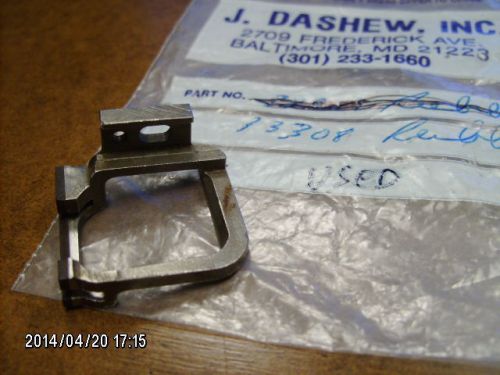 J. DASHEW, INC
2709 FREDERICK AVE.
BALTIMORE, MD 21223
(301) 233-1660
PART NO.
13308
USED
2014/04/20 17:15